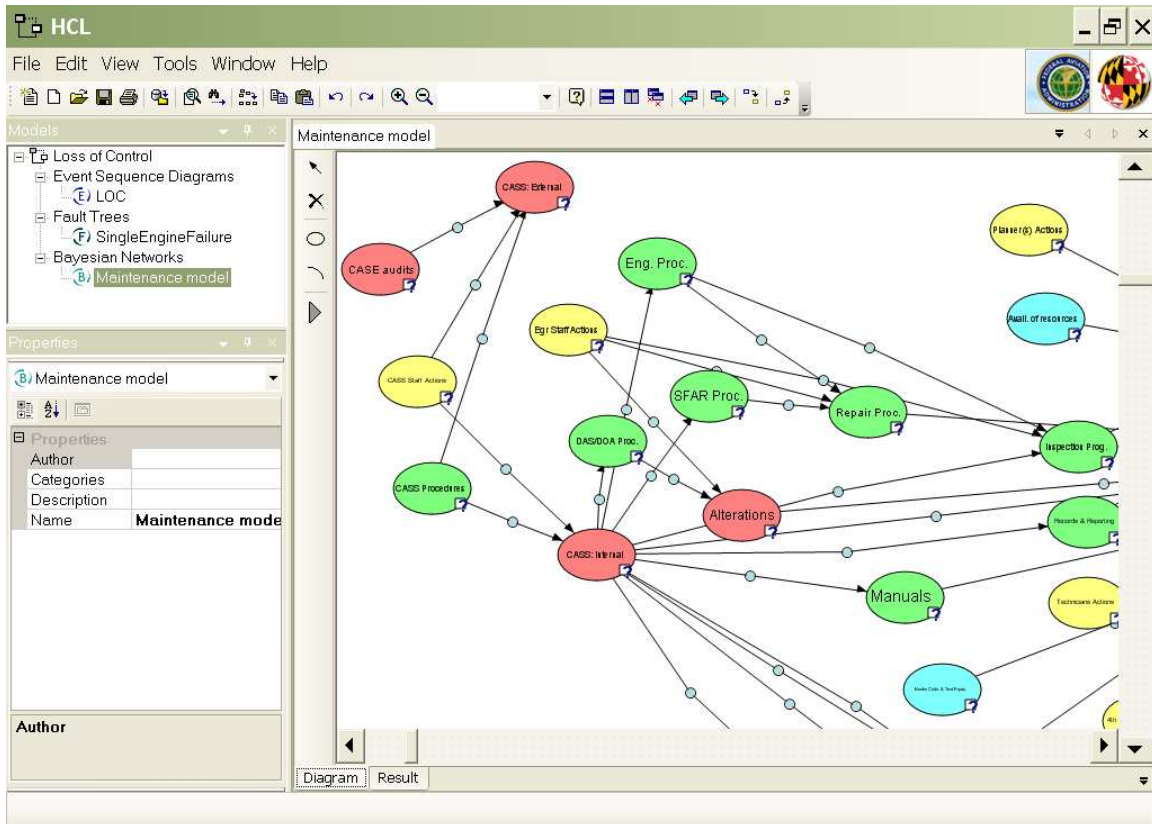 HCL
File Edit View Tools Window Help
Models
Loss of Control
Event Sequence Diagrams
(E) LOC
Fault Trees
(F) SingleEngineFailure
Bayesian Networks
(B) Maintenance model
Properties
(B) Maintenance model
Properties
Author
Categories
Description
Name Maintenance mode
Author
Maintenance model
CASS: External
CASE audits
Eng. Proc.
Planner(s) Actions
Egr Staff Actions
Avail. of resources
CASS Staff Actions
SFAR Proc.
Repair Proc.
DAS/DOA Proc.
Inspection Prog.
CASS Procedures
Alterations
Records & Reporting
CASS: Internal
Manuals
Technicians Actions
Diagram Result